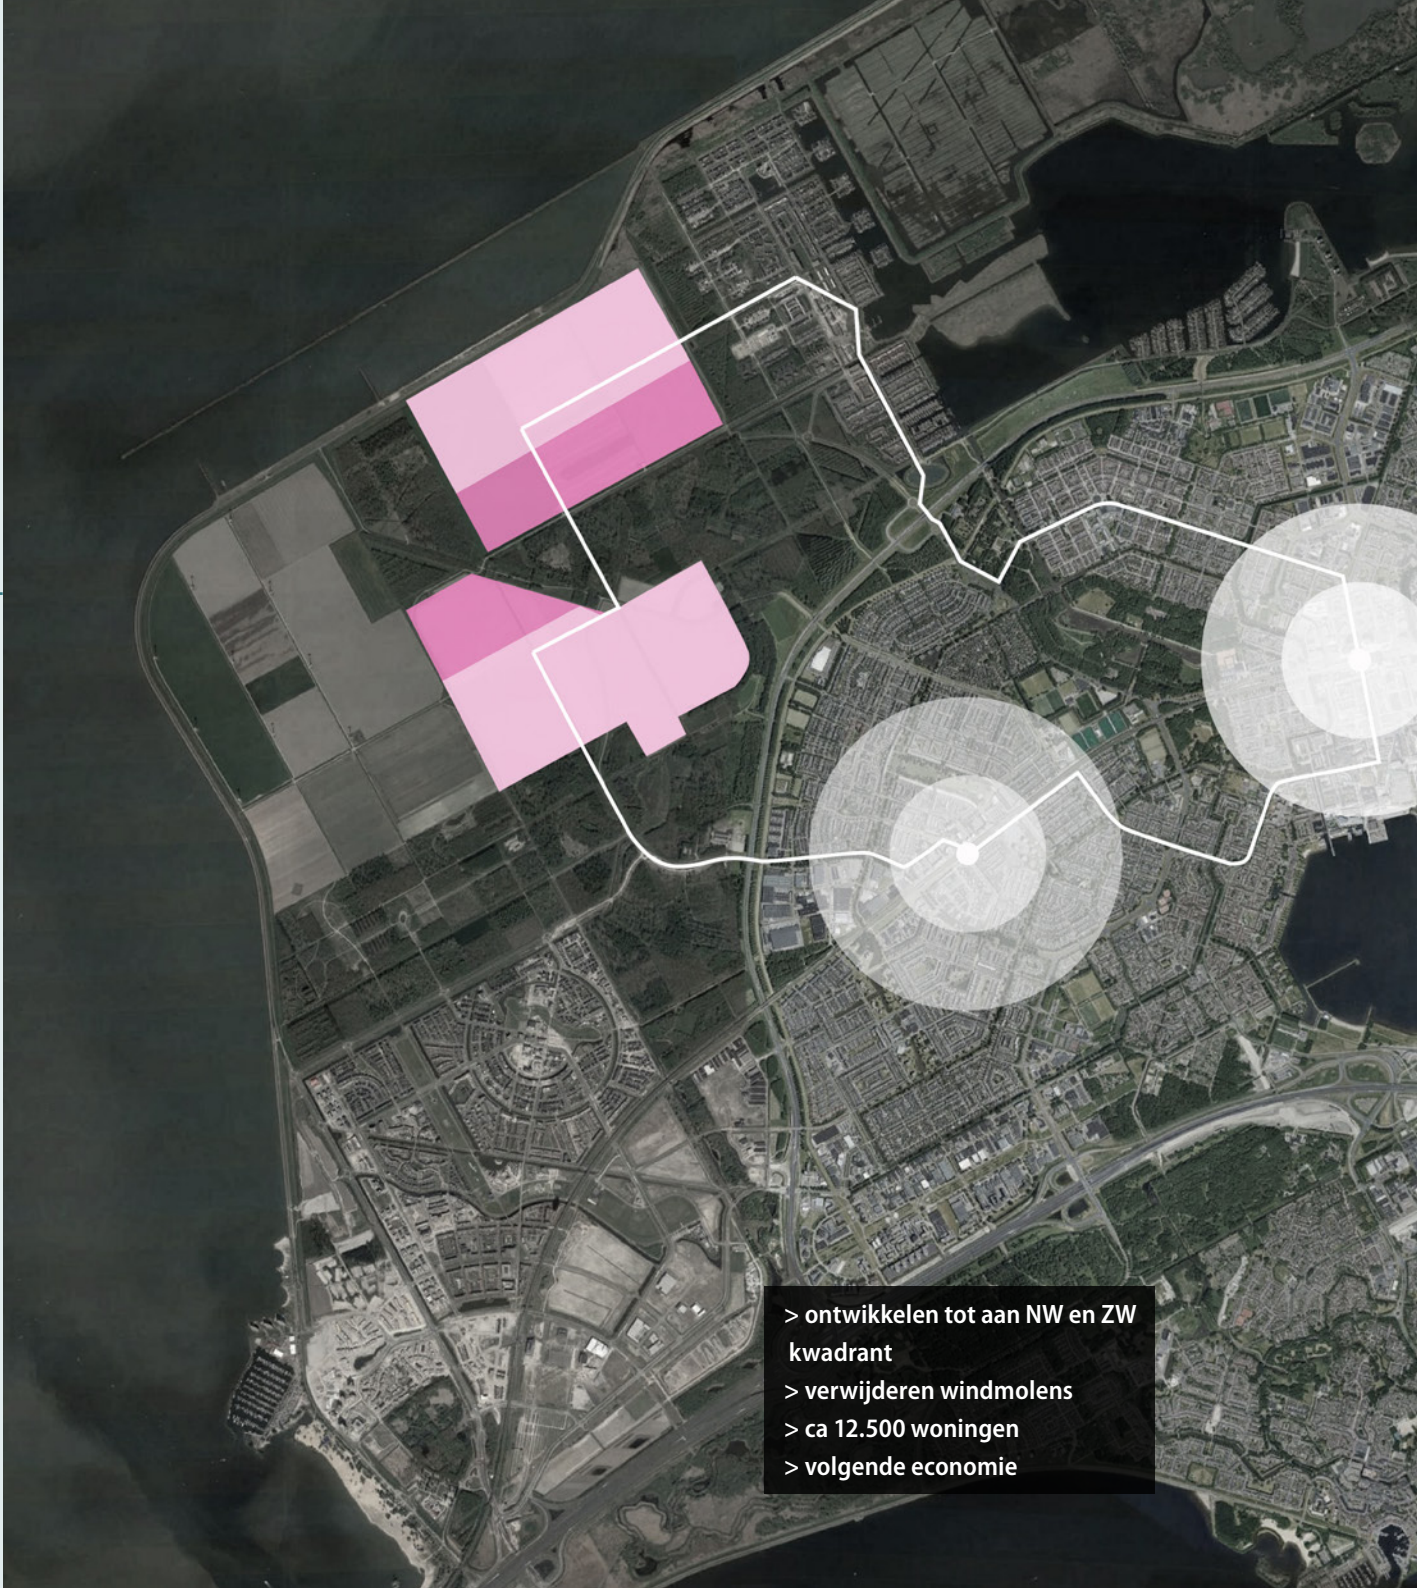 > ontwikkelen tot aan NW en ZW
kwadrant
> verwijderen windmolens
> ca 12.500 woningen
> volgende economie